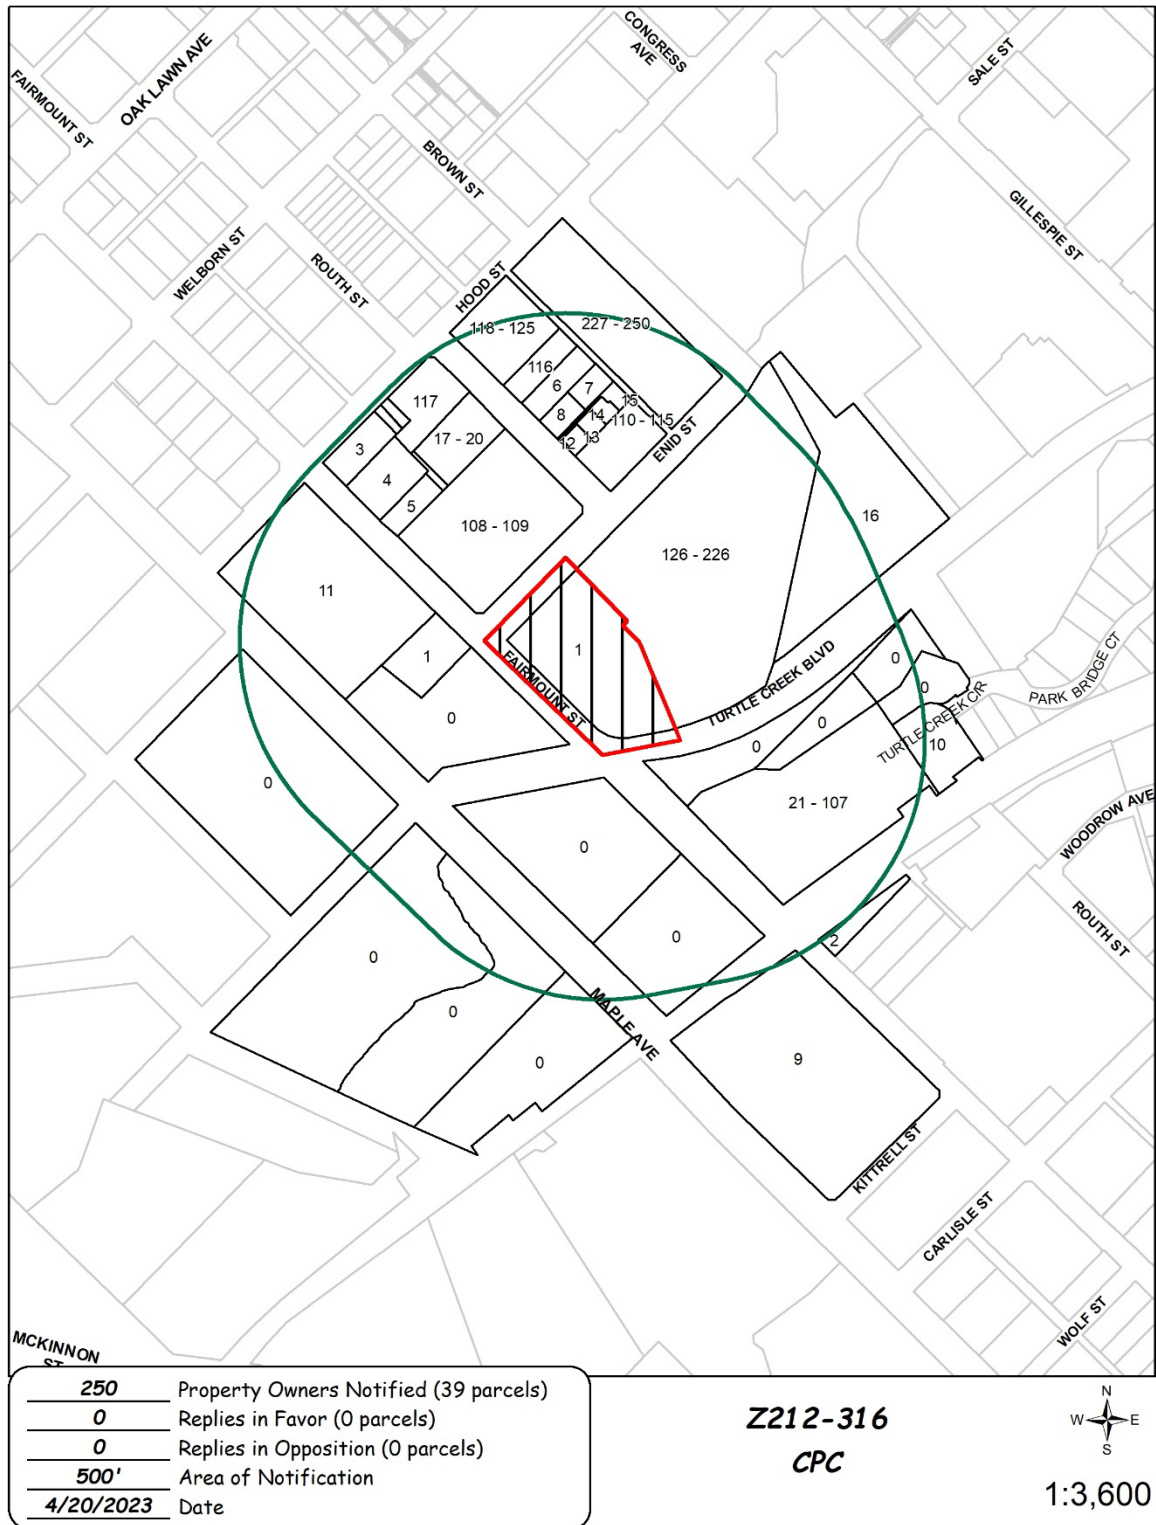 CONGRESS
AVE
SALE ST
OAK LAWN AVE
FAIRMOUNT ST
BROWN ST
GILLESPIE ST
WELBORN ST
ROUTH ST
HOOD ST
118 - 125
227 - 250
116
6
7
15
117
8
14
110 - 115
12
13
ENID ST
3
17 - 20
4
5
108 - 109
16
126 - 226
11
1
1
FAIRMOUNT ST
0
TURTLE CREEK BLVD
0
0
0
0
TURTLE CREEK CIR
PARK BRIDGE CT
10
0
21 - 107
WOODROW AVE
0
ROUTH ST
0
2
0
0
MAPLE AVE
0
9
KITTRELL ST
CARLISLE ST
WOLF ST
MCKINNON
ST
250 Property Owners Notified (39 parcels)
0 Replies in Favor (0 parcels)
0 Replies in Opposition (0 parcels)
500' Area of Notification
4/20/2023 Date
Z212-316
CPC
N
W E
S
1:3,600